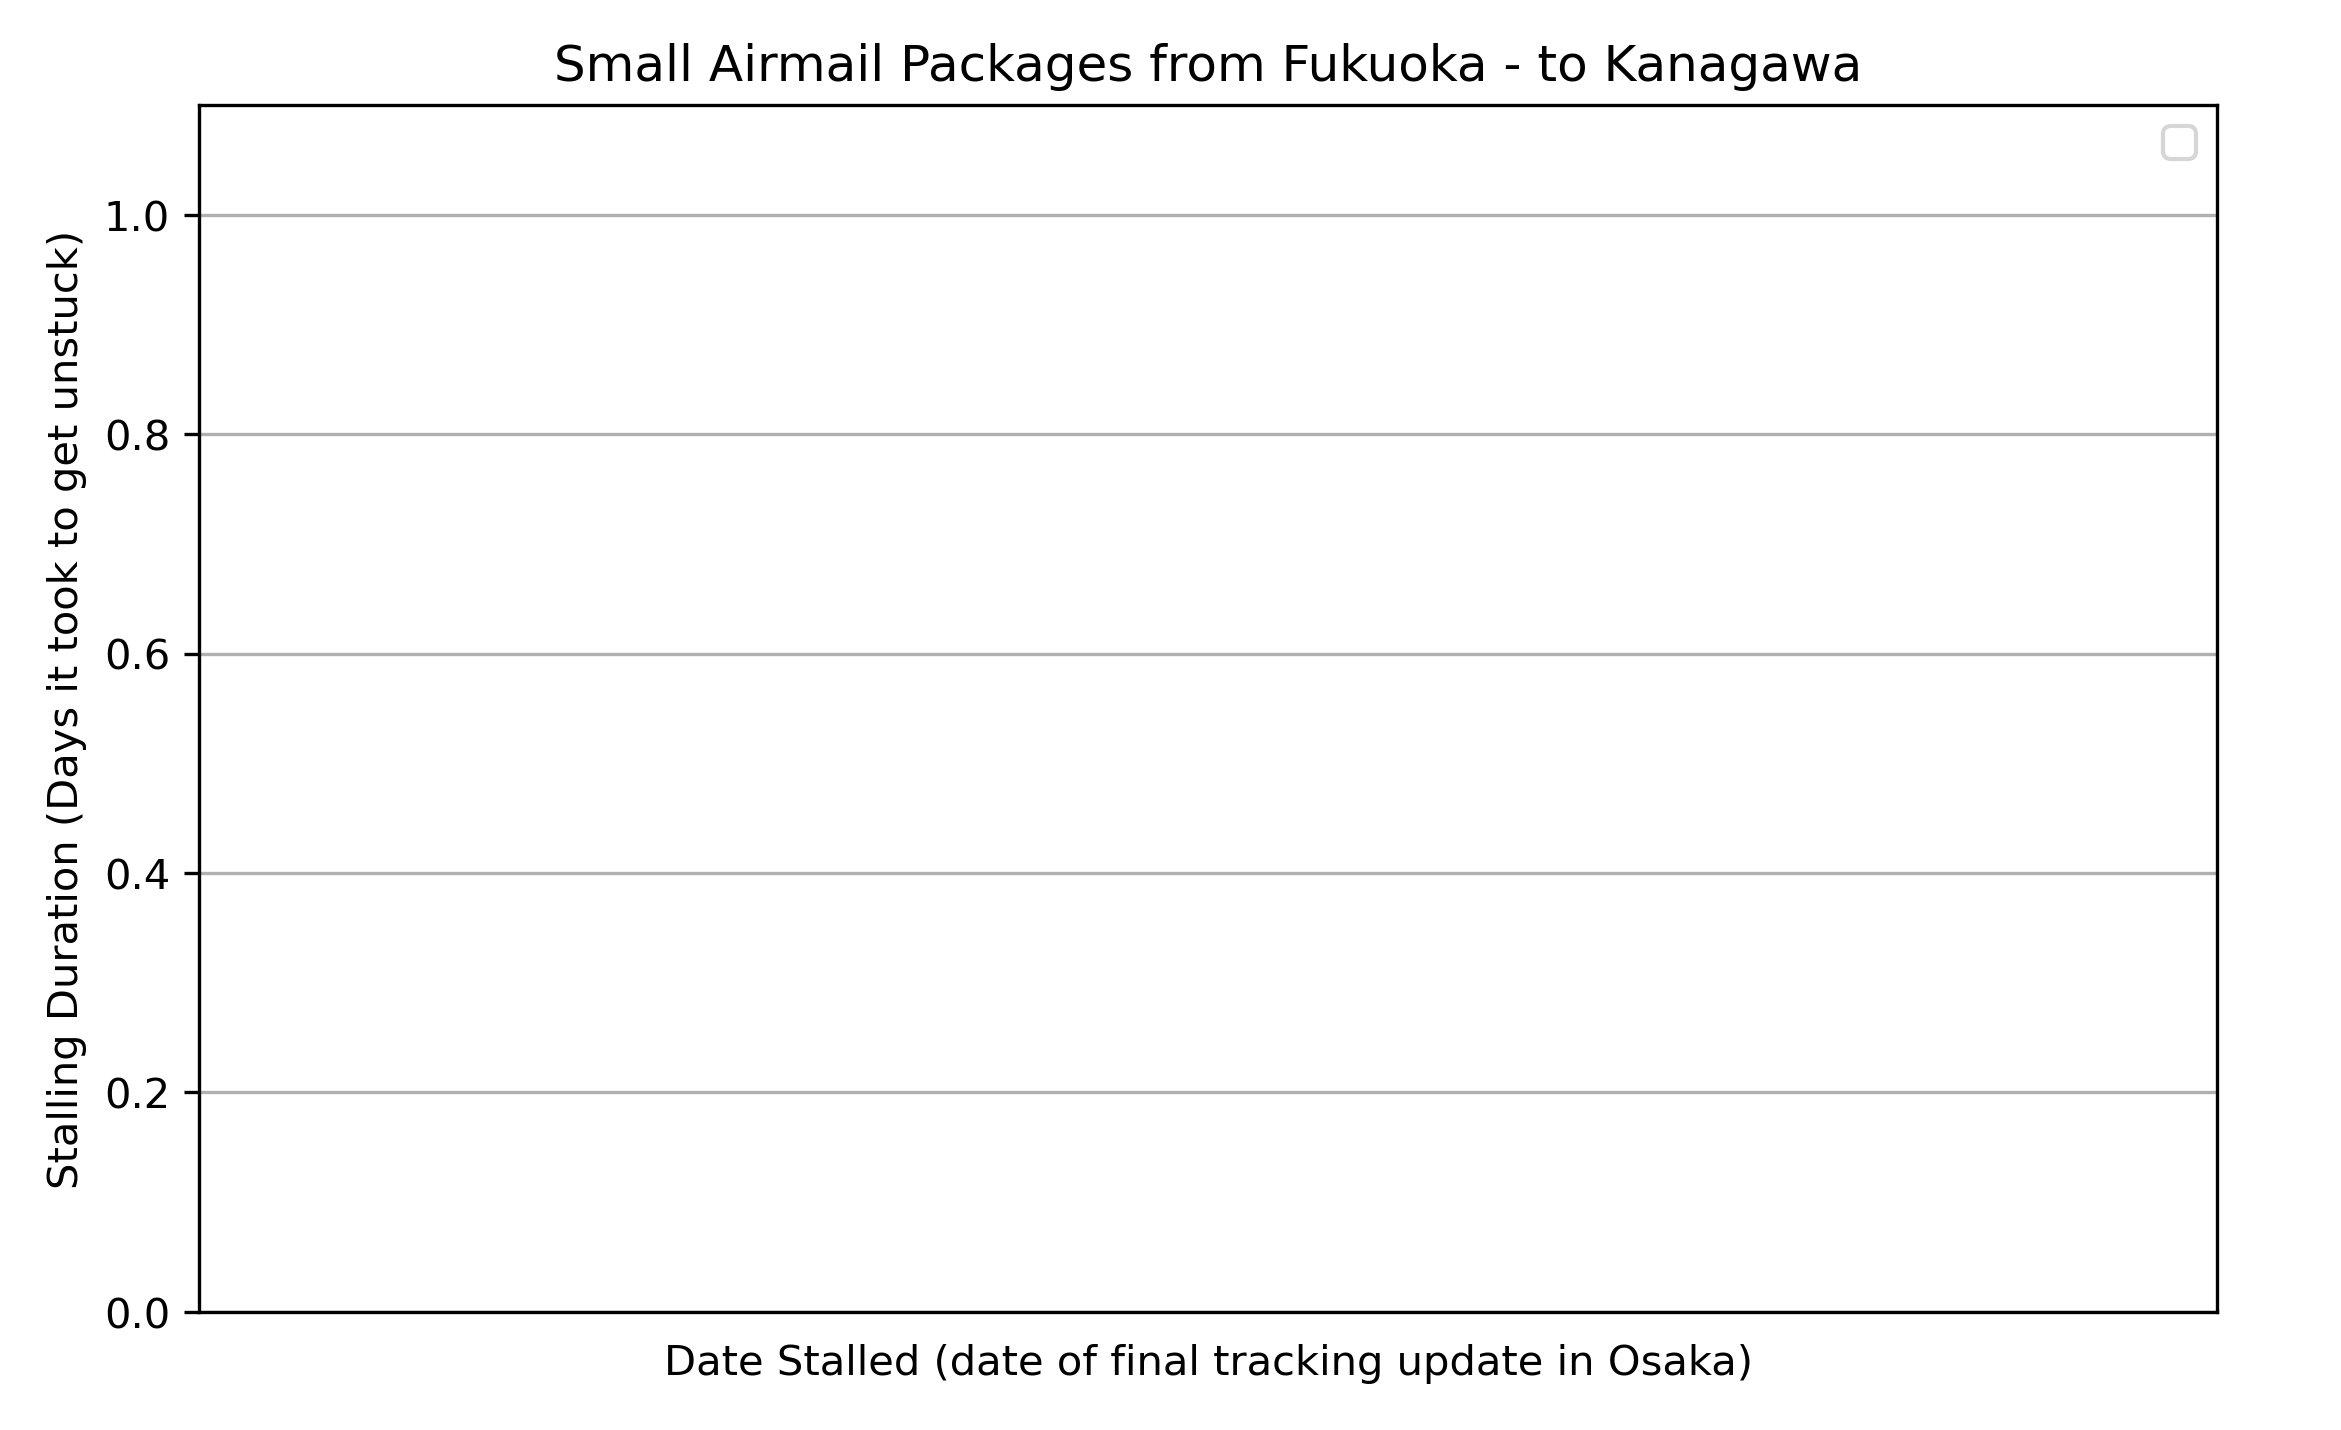 Small Airmail Packages from Fukuoka - to Kanagawa
Stalling Duration (Days it took to get unstuck)
1.0
0.8
0.6
0.4
0.2
0.0
Date Stalled (date of final tracking update in Osaka)